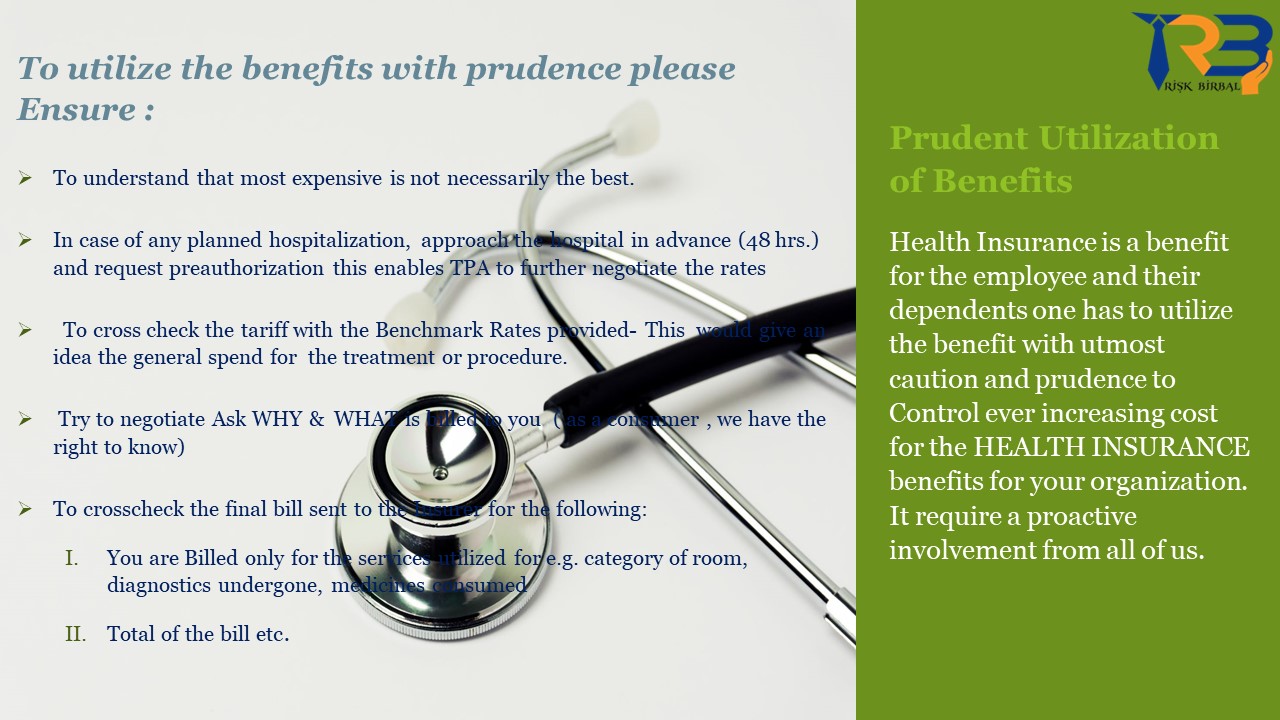 To utilize the benefits with prudence please
Ensure :
To understand that most expensive is not necessarily the best.
In case of any planned hospitalization, approach the hospital in advance (48 hrs.)
and request preauthorization this enables TPA to further negotiate the rates
To cross check the tariff with the Benchmark Rates provided- This would give an
idea the general spend for the treatment or procedure.
Try to negotiate Ask WHY & WHAT is billed to you ( as a consumer , we have the
right to know)
To crosscheck the final bill sent to the Insurer for the following:
I. You are Billed only for the services utilized for e.g. category of room,
diagnostics undergone, medicines consumed
II. Total of the bill etc.
RB
RİŞK BİRBAL
Prudent Utilization
of Benefits
Health Insurance is a benefit
for the employee and their
dependents one has to utilize
the benefit with utmost
caution and prudence to
Control ever increasing cost
for the HEALTH INSURANCE
benefits for your organization.
It require a proactive
involvement from all of us.